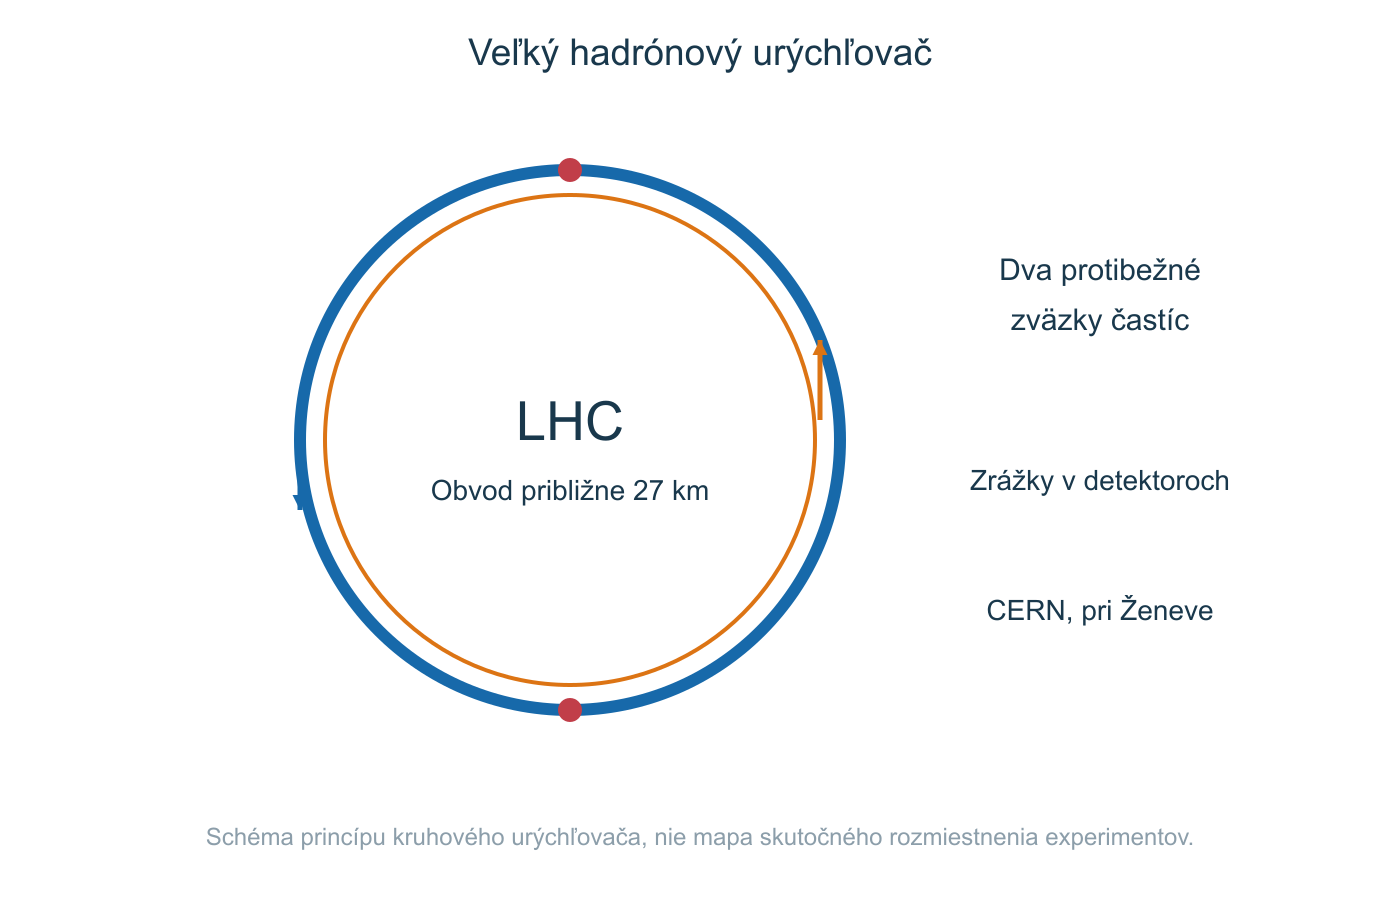 Veľký hadrónový urýchľovač
Dva protibežné
zväzky častíc
LHC
Obvod približne 27 km
Zrážky v detektoroch
CERN, pri Ženeve
Schéma princípu kruhového urýchľovača, nie mapa skutočného rozmiestnenia experimentov.